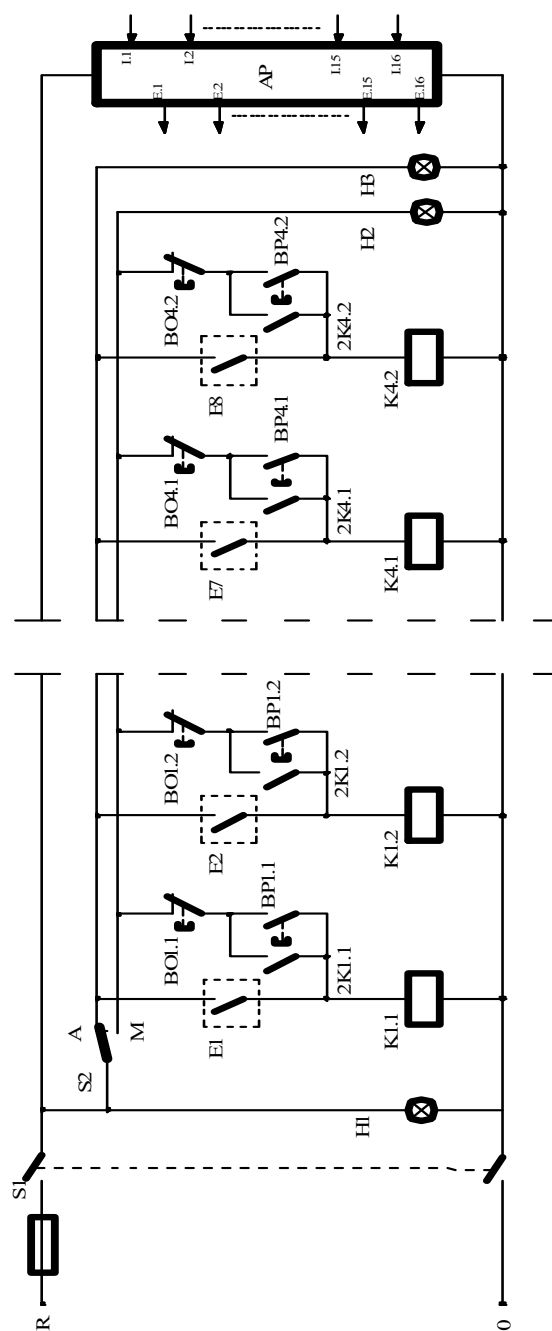 R
0
S1
H1
S2
A
M
E1
BO1.1
BP1.1
2K1.1
K1.1
E2
BO1.2
BP1.2
2K1.2
K1.2
E7
BO4.1
BP4.1
2K4.1
K4.1
E8
BO4.2
BP4.2
2K4.2
K4.2
H2
H3
I.1
I.2
I.15
I.16
AP
E.1
E.2
E.15
E.16